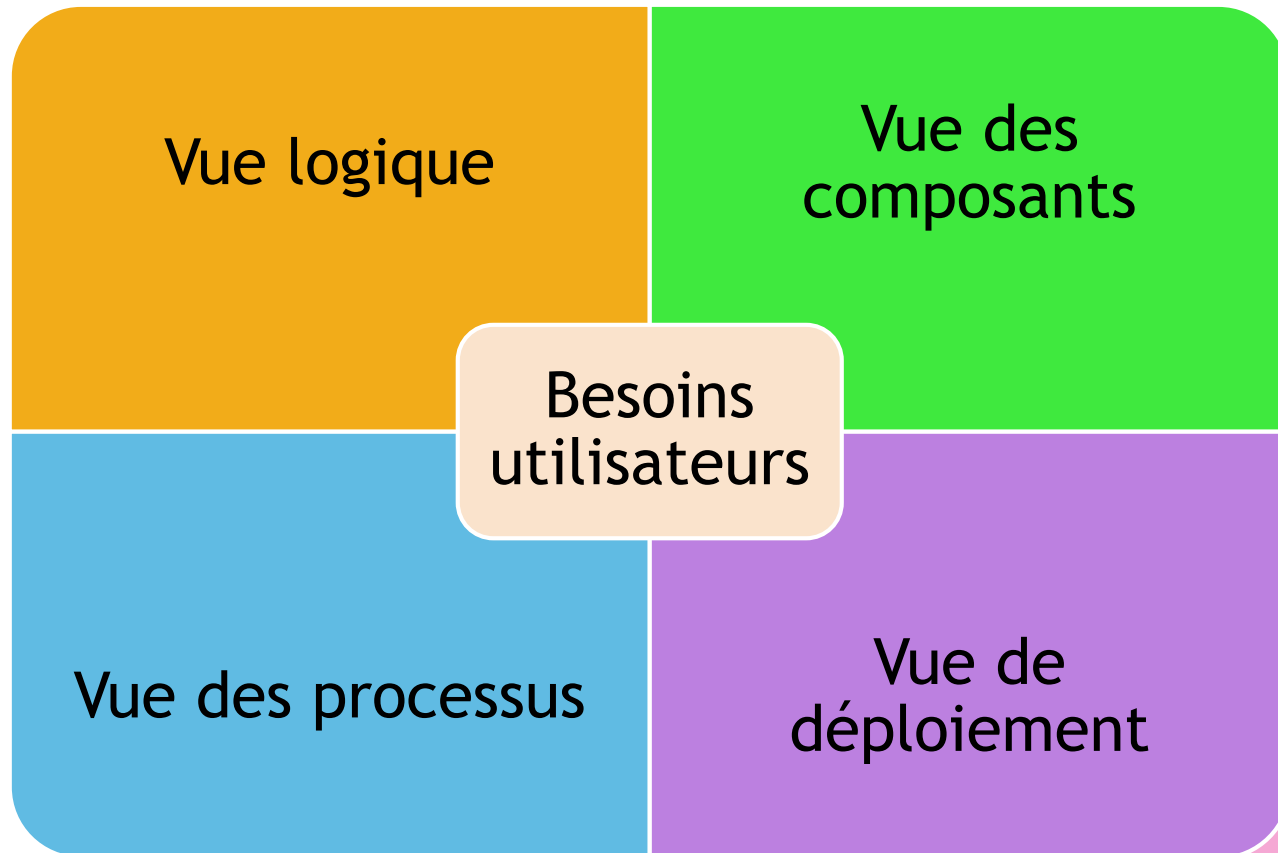 Vue logique
Vue des
composants
Besoins
utilisateurs
Vue des processus
Vue de
déploiement